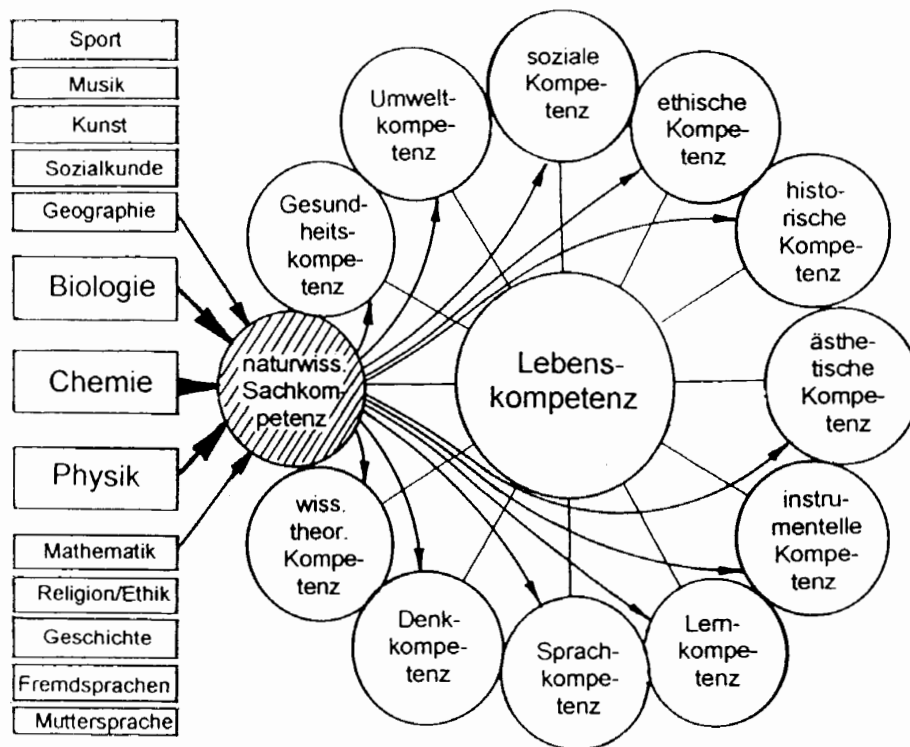 Sport
Musik
Kunst
Sozialkunde
Geographie
Biologie
Chemie
Physik
Mathematik
Religion/Ethik
Geschichte
Fremdsprachen
Muttersprache
naturwiss.
Sachkom-
petenz
Gesund-
heits-
kompe-
tenz
Umwelt-
kompe-
tenz
soziale
Kompe-
tenz
ethische
Kompe-
tenz
histo-
rische
Kompe-
tenz
ästhe-
tische
Kompe-
tenz
instru-
mentelle
Kompe-
tenz
Lern-
kompe-
tenz
Sprach-
kompe-
tenz
Denk-
kompe-
tenz
wiss.
theor.
Kompe-
tenz
Lebens-
kompetenz